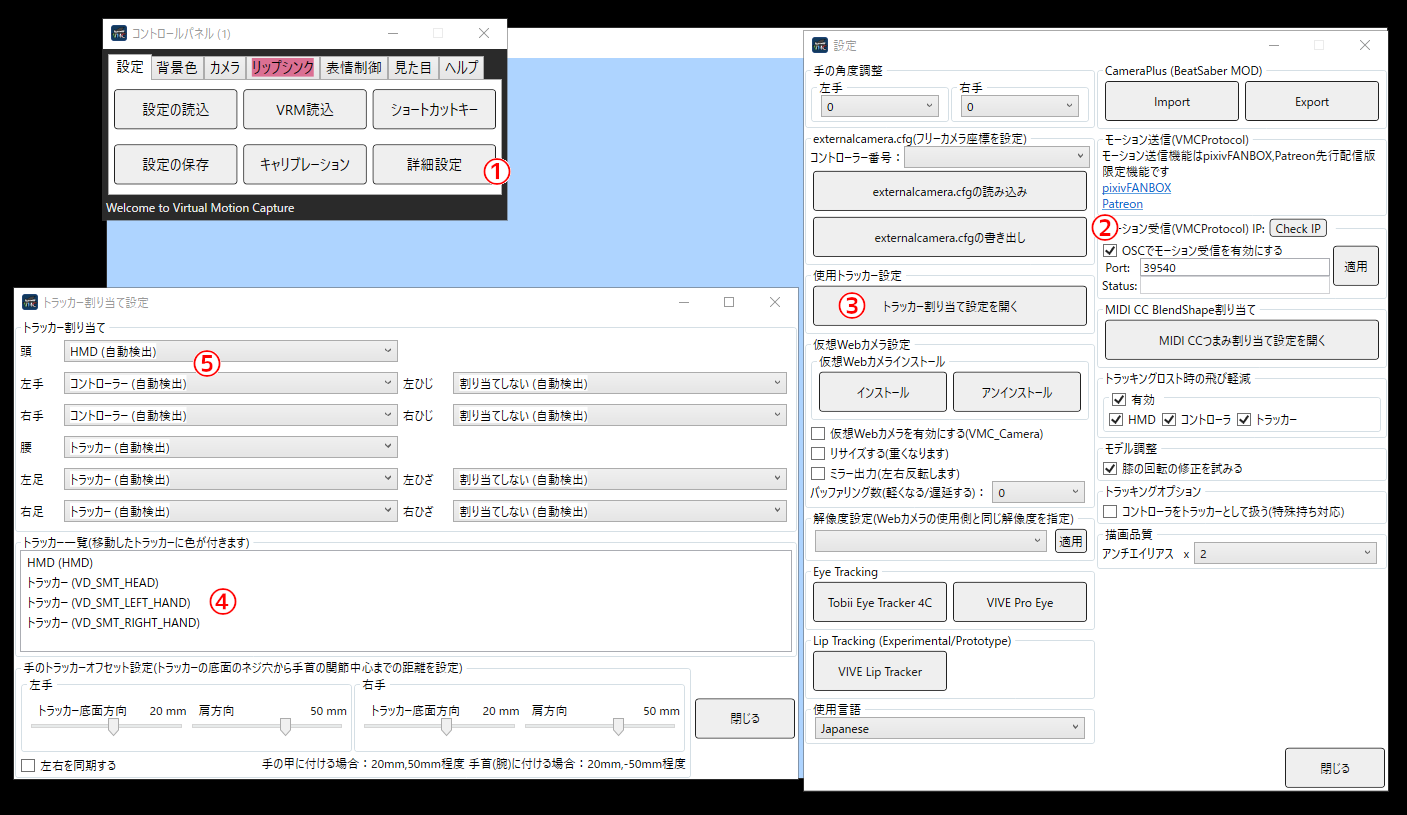 コントロールパネル (1)
設定 背景色 カメラ リップシンク 表情制御 見た目 ヘルプ
設定の読込 VRM読込 ショートカットキー
設定の保存 キャリブレーション 詳細設定
①
Welcome to Virtual Motion Capture
設定
手の角度調整
左手 右手
0 0
externalcamera.cfg(フリーカメラ座標を設定)
コントローラー番号：
externalcamera.cfgの読み込み
externalcamera.cfgの書き出し
使用トラッカー設定
③ トラッカー割り当て設定を開く
仮想Webカメラ設定
仮想Webカメラインストール
インストール アンインストール
仮想Webカメラを有効にする(VMC_Camera)
リサイズする(重くなります)
ミラー出力(左右反転します)
バッファリング数(軽くなる/遅延する)： 0
解像度設定(Webカメラの使用側と同じ解像度を指定)
適用
Eye Tracking
Tobii Eye Tracker 4C VIVE Pro Eye
Lip Tracking (Experimental/Prototype)
VIVE Lip Tracker
使用言語
Japanese
CameraPlus (BeatSaber MOD)
Import Export
モーション送信(VMCProtocol)
モーション送信機能はpixivFANBOX,Patreon先行配信版
限定機能です
pixivFANBOX
Patreon
②ーション受信(VMCProtocol) IP: Check IP
OSCでモーション受信を有効にする
Port: 39540 適用
Status:
MIDI CC BlendShape割り当て
MIDI CCつまみ割り当て設定を開く
トラッキングロスト時の飛び軽減
有効
HMD コントローラ トラッカー
モデル調整
膝の回転の修正を試みる
トラッキングオプション
コントローラをトラッカーとして扱う(特殊持ち対応)
描画品質
アンチエイリアス x 2
閉じる
トラッカー割り当て設定
トラッカー割り当て
頭 HMD (自動検出)
⑤
左手 コントローラー (自動検出) 左ひじ 割り当てしない (自動検出)
右手 コントローラー (自動検出) 右ひじ 割り当てしない (自動検出)
腰 トラッカー (自動検出)
左足 トラッカー (自動検出) 左ひざ 割り当てしない (自動検出)
右足 トラッカー (自動検出) 右ひざ 割り当てしない (自動検出)
トラッカー一覧(移動したトラッカーに色が付きます)
HMD (HMD)
トラッカー (VD_SMT_HEAD)
トラッカー (VD_SMT_LEFT_HAND) ④
トラッカー (VD_SMT_RIGHT_HAND)
手のトラッカーオフセット設定(トラッカーの底面のネジ穴から手首の関節中心までの距離を設定)
左手 右手
トラッカー底面方向 20 mm 肩方向 50 mm トラッカー底面方向 20 mm 肩方向 50 mm
閉じる
左右を同期する 手の甲に付ける場合：20mm,50mm程度 手首(腕)に付ける場合：20mm,-50mm程度